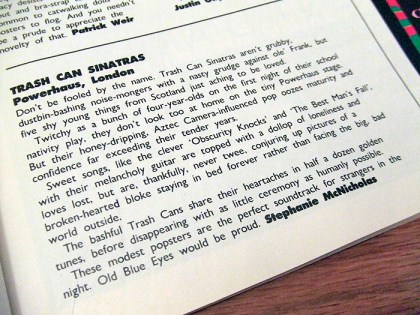 out and bra-strap
common to catwalking
posters to flog. And you needn't
be a prude to appreciate the
novelty of that. Patrick Weir
Justin
TRASH CAN SINATRAS
Powerhaus, London
Don't be fooled by the name. Trash Can Sinatras aren't grubby,
dustbin-bashing noise-mongers with a nasty grudge against ole' Frank, but
five shy young things from Scotland just aching to be loved.
Twitchy as a bunch of four-year-olds on the first night of their school
nativity play, they don't look too at home on the tiny Powerhaus stage.
But their honey-dripping, Aztec Camera-influenced pop oozes maturity and
confidence far exceeding their tender years.
Sweet songs, like the clever 'Obscurity Knocks' and 'The Best Man's Fall',
with their melancholy guitar are topped with a dollop of loneliness and
loves lost, but are, thankfully, never twee, conjuring up pictures of a
broken-hearted bloke staying in bed forever rather than facing the big, bad
world outside.
The bashful Trash Cans share their heartaches in half a dozen golden
tunes, before disappearing with as little ceremony as humanly possible.
These modest popsters are the perfect soundtrack for strangers in the
night. Old Blue Eyes would be proud. Stephanie McNicholas